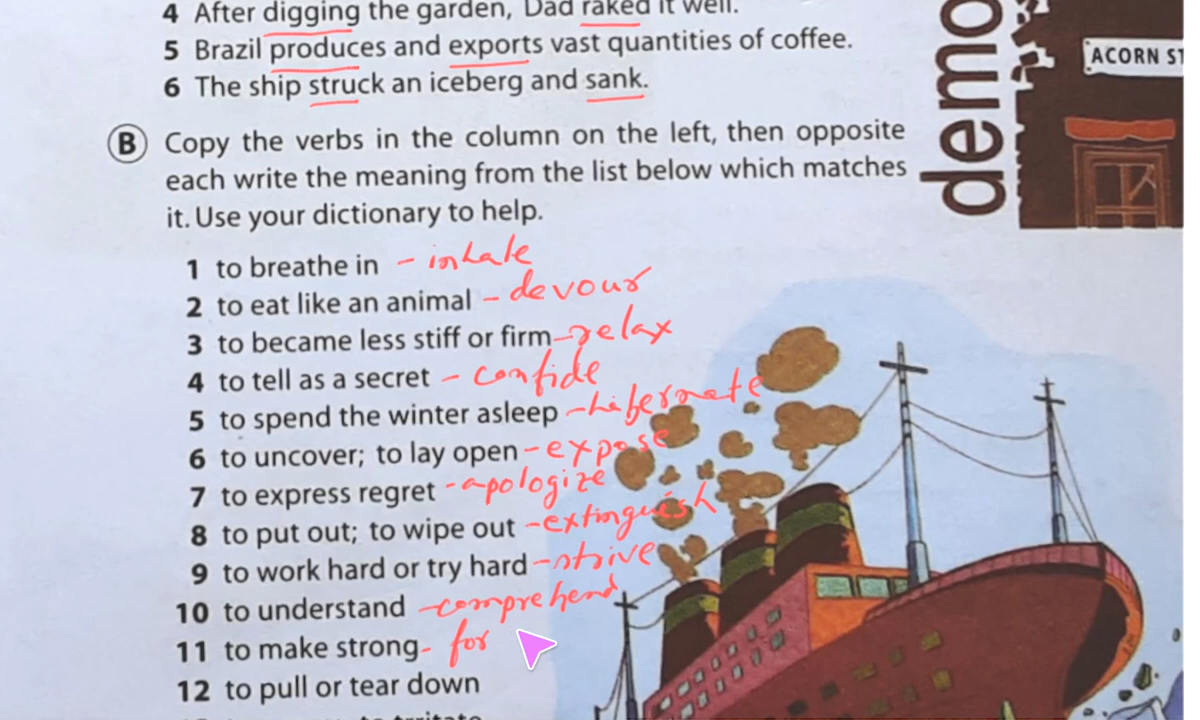 4 After digging the garden, Dad raked it well.
5 Brazil produces and exports vast quantities of coffee.
6 The ship struck an iceberg and sank.
demo
ACORN ST
B Copy the verbs in the column on the left, then opposite
each write the meaning from the list below which matches
it. Use your dictionary to help.
1 to breathe in - inhale
2 to eat like an animal - devour
3 to became less stiff or firm - relax
4 to tell as a secret - confide
5 to spend the winter asleep - hibernate
6 to uncover; to lay open - expose
7 to express regret - apologize
8 to put out; to wipe out - extinguish
9 to work hard or try hard - strive
10 to understand - comprehend
11 to make strong - for
12 to pull or tear down